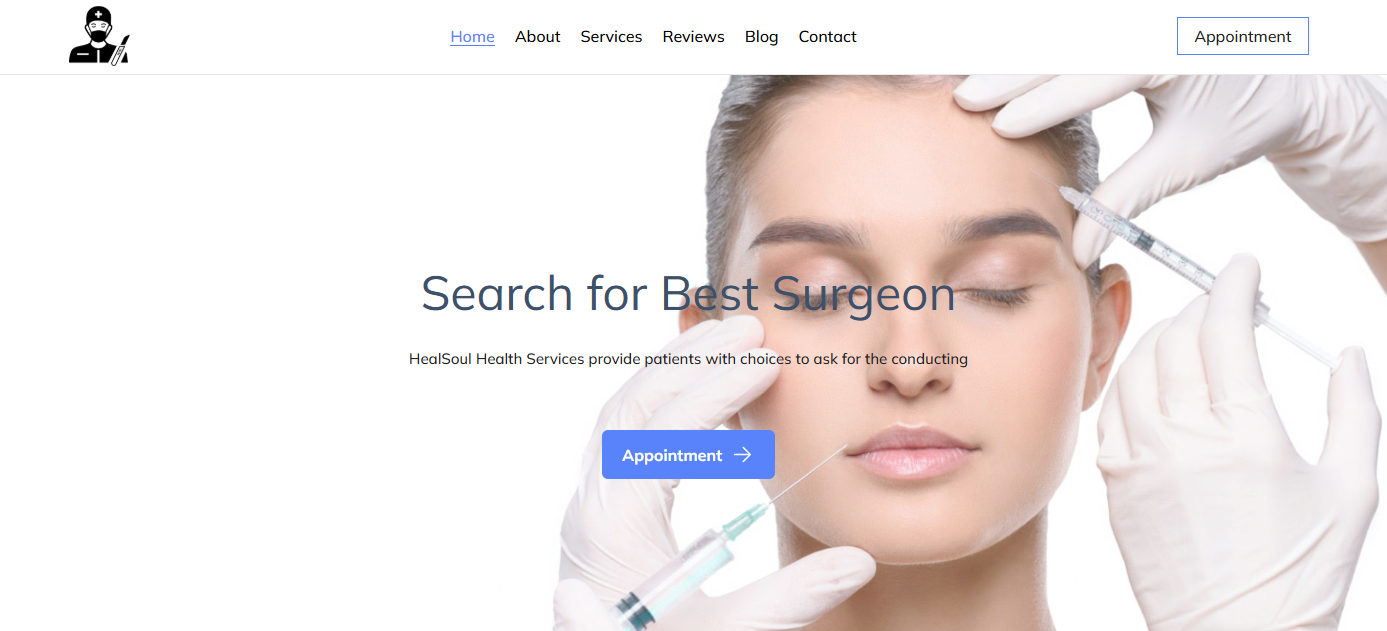 Home About Services Reviews Blog Contact Appointment
Search for Best Surgeon
HealSoul Health Services provide patients with choices to ask for the conducting
Appointment